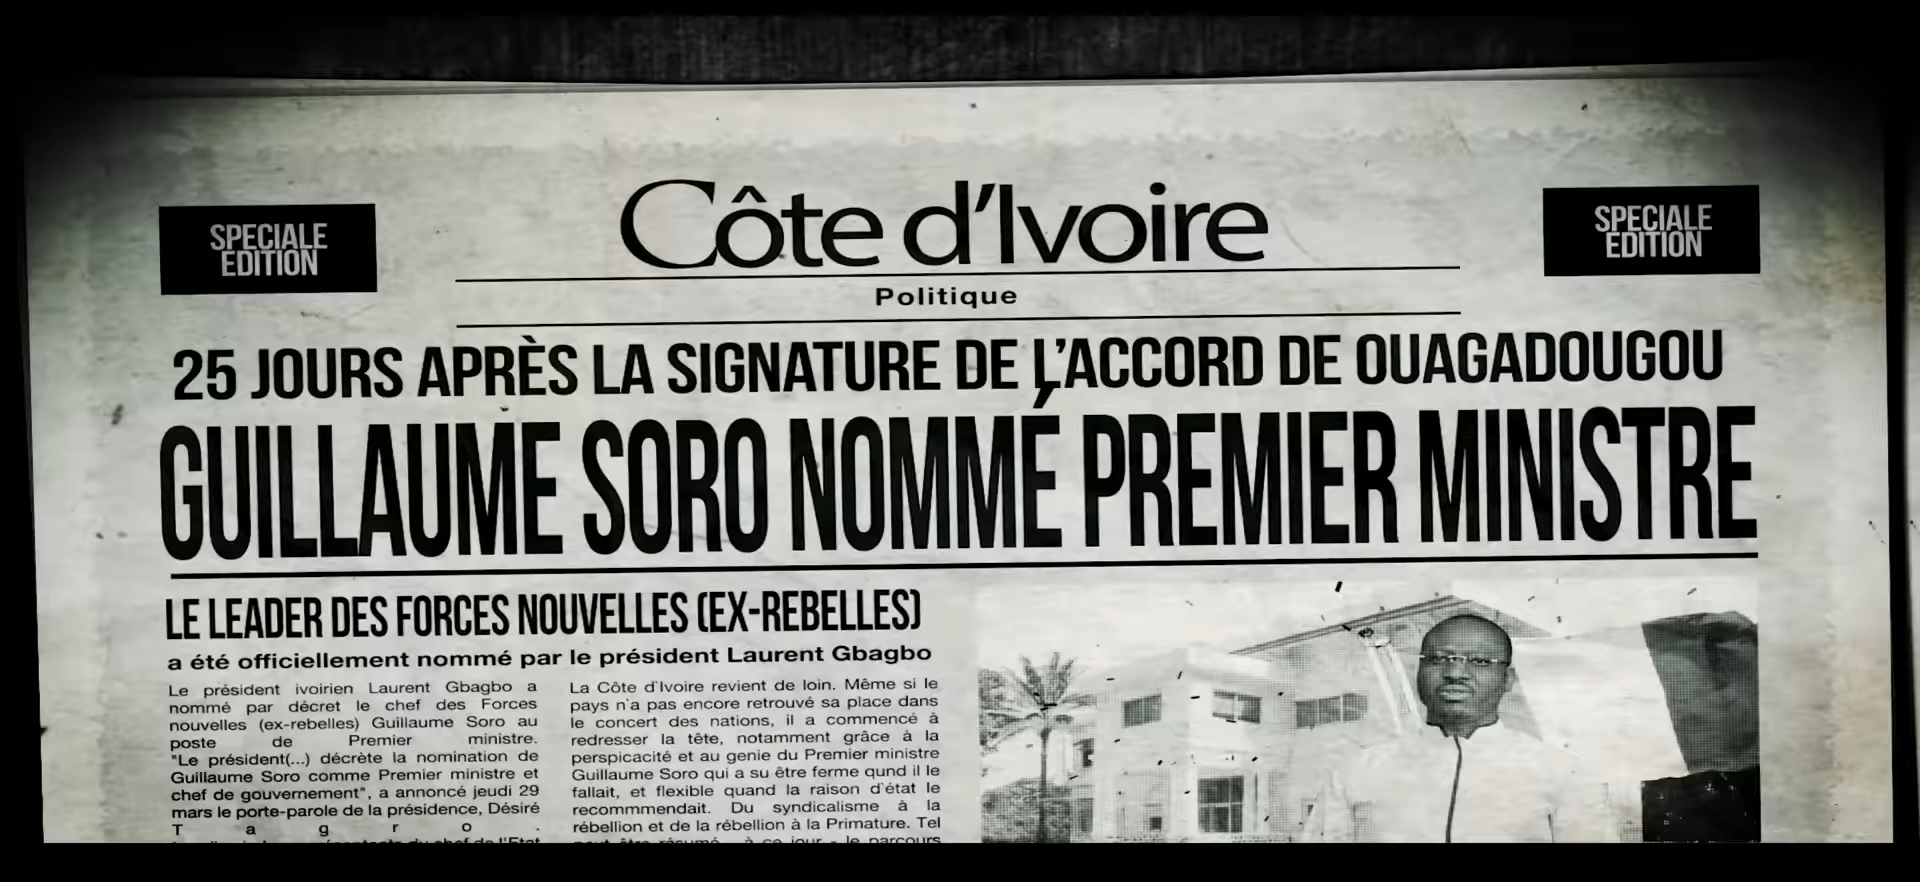 SPECIALE
EDITION
Côte d'Ivoire
SPECIALE
EDITION
Politique
25 JOURS APRÈS LA SIGNATURE DE L'ACCORD DE OUAGADOUGOU
GUILLAUME SORO NOMMÉ PREMIER MINISTRE
LE LEADER DES FORCES NOUVELLES (EX-REBELLES)
a été officiellement nommé par le président Laurent Gbagbo
Le président ivoirien Laurent Gbagbo a
nommé par décret le chef des Forces
nouvelles (ex-rebelles) Guillaume Soro au
poste de Premier ministre.
"Le président(...) décrète la nomination de
Guillaume Soro comme Premier ministre et
chef de gouvernement", a annoncé jeudi 29
mars le porte-parole de la présidence, Désiré
T a g r o .
La Côte d'Ivoire revient de loin. Même si le
pays n'a pas encore retrouvé sa place dans
le concert des nations, il a commencé à
redresser la tête, notamment grâce à la
perspicacité et au genie du Premier ministre
Guillaume Soro qui a su être ferme qund il le
fallait, et flexible quand la raison d'état le
recommmendait. Du syndicalisme à la
rébellion et de la rébellion à la Primature. Tel
peut être résumé - à ce jour - le parcours